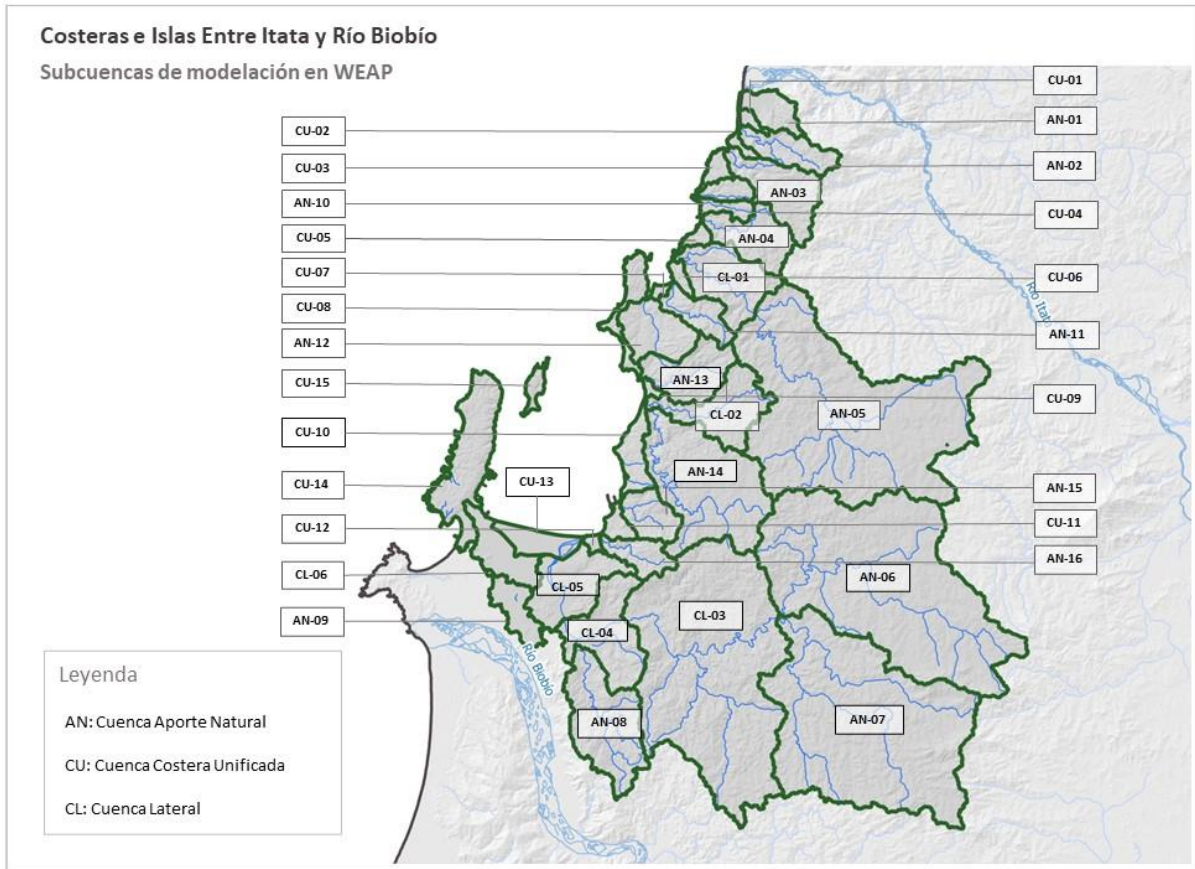 Costeras e Islas Entre Itata y Río Biobío
Subcuencas de modelación en WEAP
CU-01
AN-01
CU-02
AN-02
CU-03
AN-03
AN-10
CU-04
CU-05
AN-04
CU-07
CL-01
CU-06
Río Itata
CU-08
AN-11
AN-12
CU-15
AN-13
CU-09
CL-02
AN-05
CU-10
AN-14
CU-14
CU-13
AN-15
CU-12
CU-11
AN-16
CL-06
CL-05
AN-06
CL-03
AN-09
CL-04
Río Biobío
AN-08
AN-07
Leyenda
AN: Cuenca Aporte Natural
CU: Cuenca Costera Unificada
CL: Cuenca Lateral